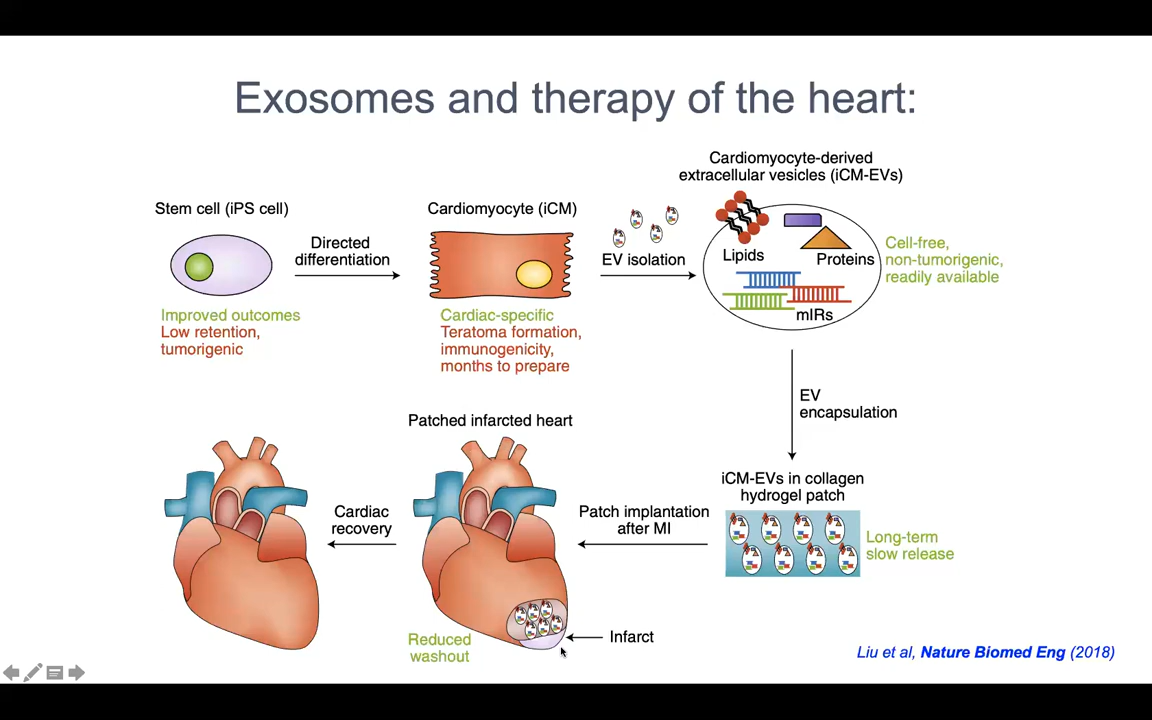 Exosomes and therapy of the heart:
Stem cell (iPS cell)
Directed
differentiation
Improved outcomes
Low retention,
tumorigenic
Cardiomyocyte (iCM)
Cardiac-specific
Teratoma formation,
immunogenicity,
months to prepare
EV isolation
Cardiomyocyte-derived
extracellular vesicles (iCM-EVs)
Lipids
Proteins
mIRs
Cell-free,
non-tumorigenic,
readily available
EV
encapsulation
iCM-EVs in collagen
hydrogel patch
Long-term
slow release
Patch implantation
after MI
Patched infarcted heart
Infarct
Reduced
washout
Cardiac
recovery
Liu et al, Nature Biomed Eng (2018)